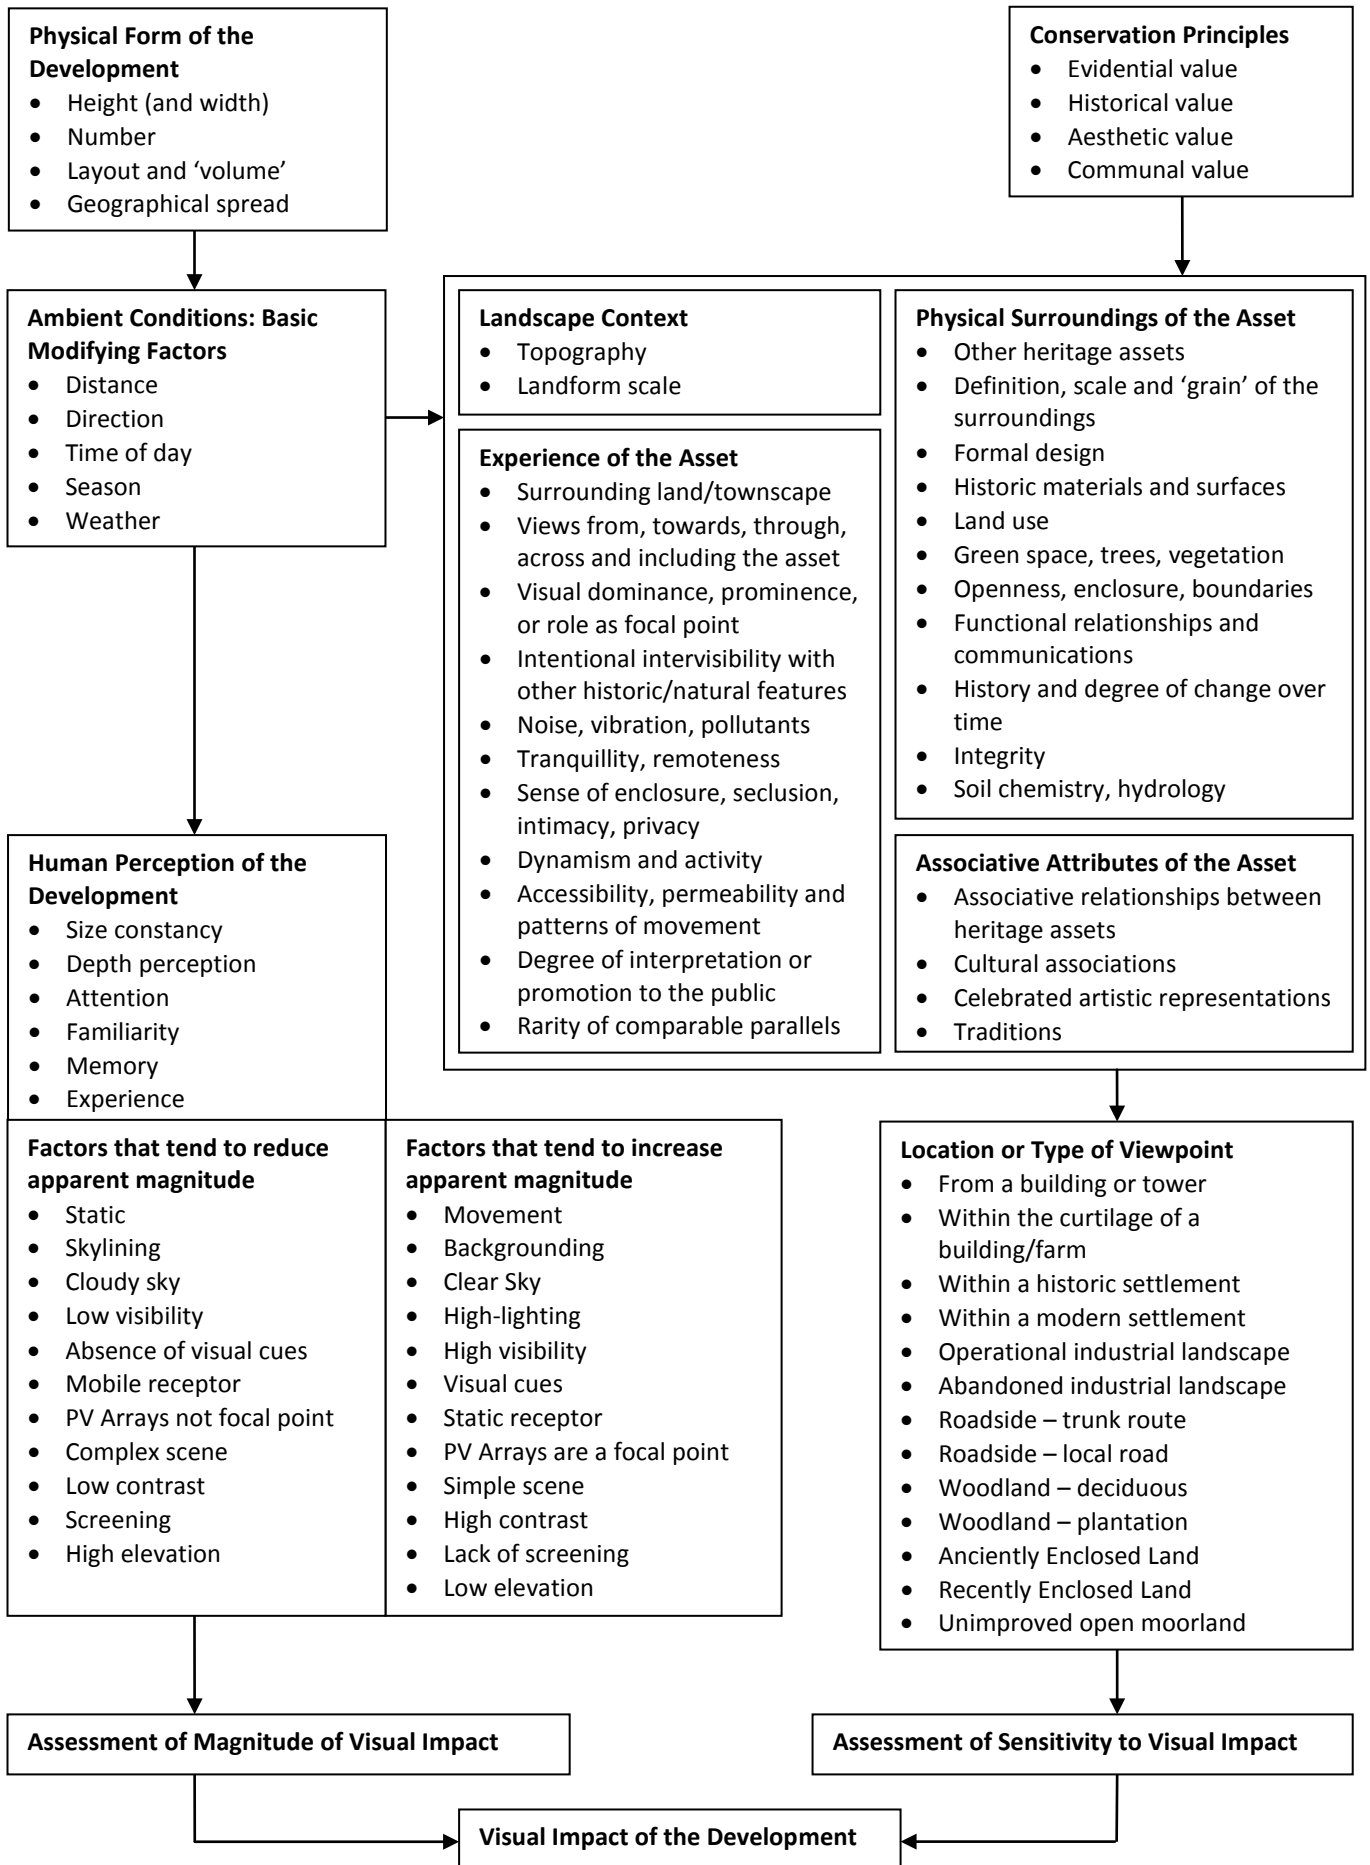 Physical Form of the
Development
• Height (and width)
• Number
• Layout and ‘volume’
• Geographical spread
Conservation Principles
• Evidential value
• Historical value
• Aesthetic value
• Communal value
Ambient Conditions: Basic
Modifying Factors
• Distance
• Direction
• Time of day
• Season
• Weather
Landscape Context
• Topography
• Landform scale
Experience of the Asset
• Surrounding land/townscape
• Views from, towards, through,
across and including the asset
• Visual dominance, prominence,
or role as focal point
• Intentional intervisibility with
other historic/natural features
• Noise, vibration, pollutants
• Tranquillity, remoteness
• Sense of enclosure, seclusion,
intimacy, privacy
• Dynamism and activity
• Accessibility, permeability and
patterns of movement
• Degree of interpretation or
promotion to the public
• Rarity of comparable parallels
Physical Surroundings of the Asset
• Other heritage assets
• Definition, scale and ‘grain’ of the
surroundings
• Formal design
• Historic materials and surfaces
• Land use
• Green space, trees, vegetation
• Openness, enclosure, boundaries
• Functional relationships and
communications
• History and degree of change over
time
• Integrity
• Soil chemistry, hydrology
Associative Attributes of the Asset
• Associative relationships between
heritage assets
• Cultural associations
• Celebrated artistic representations
• Traditions
Human Perception of the
Development
• Size constancy
• Depth perception
• Attention
• Familiarity
• Memory
• Experience
Factors that tend to reduce
apparent magnitude
• Static
• Skylining
• Cloudy sky
• Low visibility
• Absence of visual cues
• Mobile receptor
• PV Arrays not focal point
• Complex scene
• Low contrast
• Screening
• High elevation
Factors that tend to increase
apparent magnitude
• Movement
• Backgrounding
• Clear Sky
• High-lighting
• High visibility
• Visual cues
• Static receptor
• PV Arrays are a focal point
• Simple scene
• High contrast
• Lack of screening
• Low elevation
Location or Type of Viewpoint
• From a building or tower
• Within the curtilage of a
building/farm
• Within a historic settlement
• Within a modern settlement
• Operational industrial landscape
• Abandoned industrial landscape
• Roadside – trunk route
• Roadside – local road
• Woodland – deciduous
• Woodland – plantation
• Anciently Enclosed Land
• Recently Enclosed Land
• Unimproved open moorland
Assessment of Magnitude of Visual Impact
Assessment of Sensitivity to Visual Impact
Visual Impact of the Development